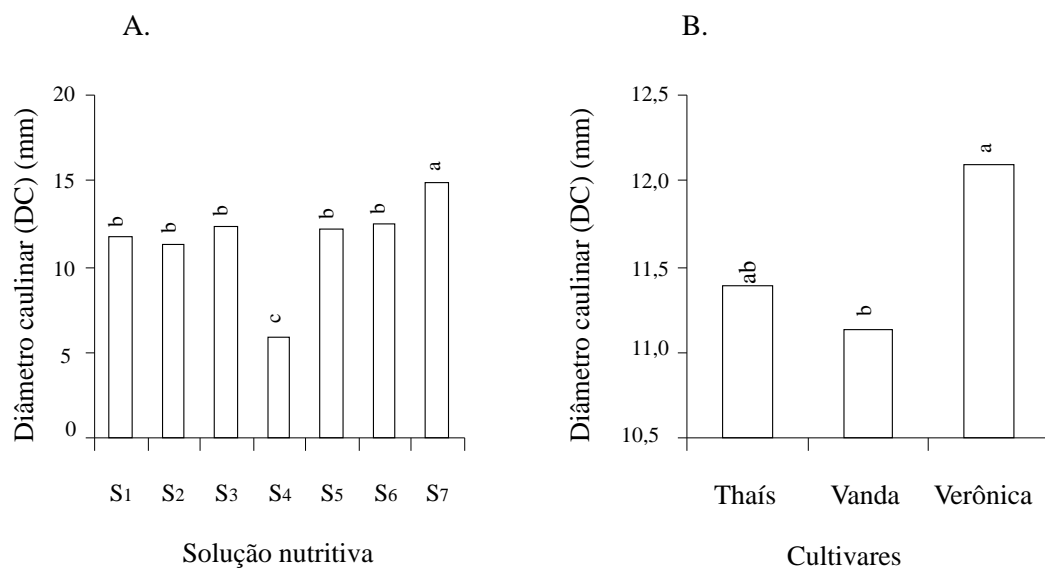 A.
Diâmetro caulinar (DC) (mm)
20
15
10
5
0
b
b
b
c
b
b
a
S1 S2 S3 S4 S5 S6 S7
Solução nutritiva
B.
Diâmetro caulinar (DC) (mm)
12,5
12,0
11,5
11,0
10,5
ab
b
a
Thaís Vanda Verônica
Cultivares